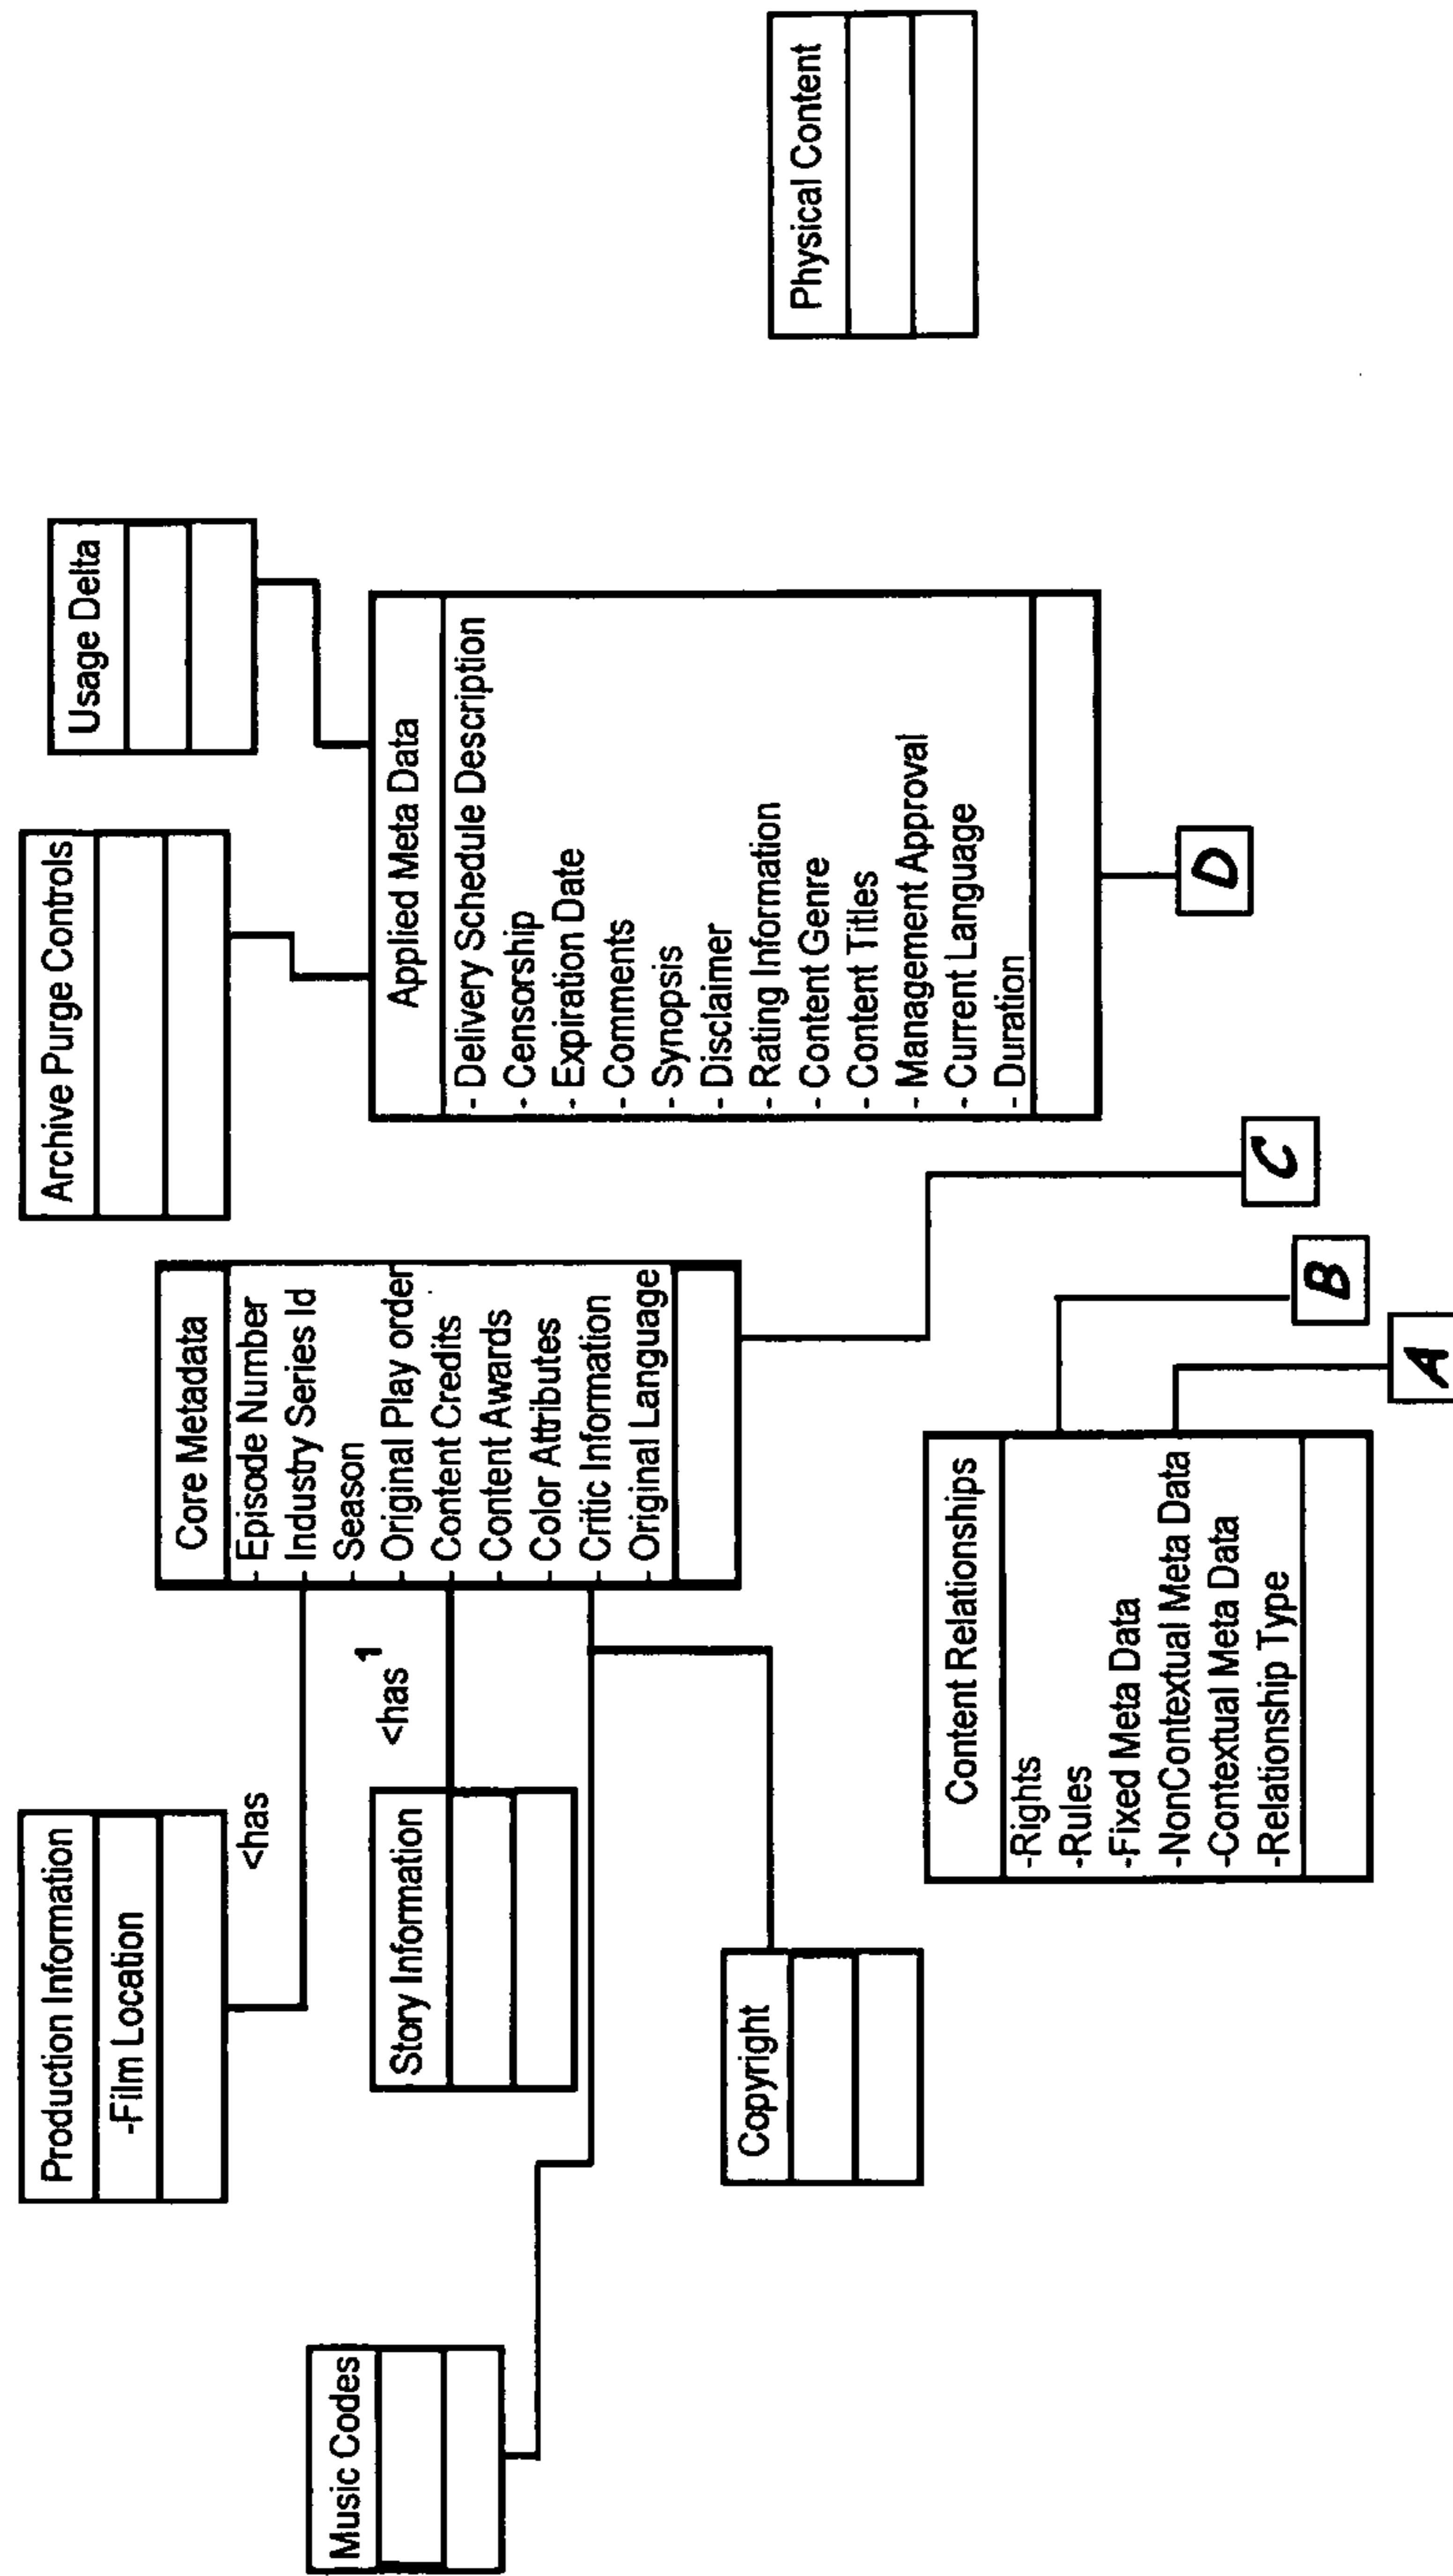 Production Information
-Film Location
<has
Archive Purge Controls
Usage Delta
Music Codes
Story Information
<has
1
Core Metadata
- Episode Number
- Industry Series Id
- Season
- Original Play order
- Content Credits
- Content Awards
- Color Attributes
- Critic Information
- Original Language
Applied Meta Data
- Delivery Schedule Description
- Censorship
- Expiration Date
- Comments
- Synopsis
- Disclaimer
- Rating Information
- Content Genre
- Content Titles
- Management Approval
- Current Language
- Duration
Physical Content
Copyright
Content Relationships
-Rights
-Rules
-Fixed Meta Data
-NonContextual Meta Data
-Contextual Meta Data
-Relationship Type
A
B
C
D